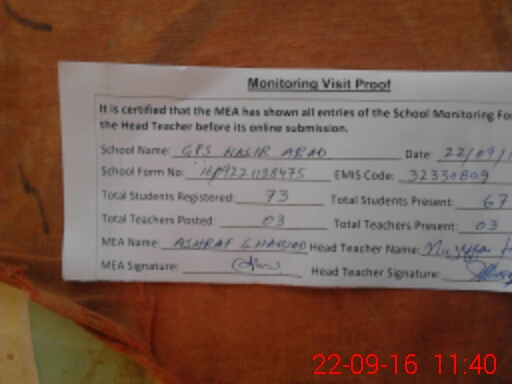 Monitoring Visit Proof
It is certified that the MEA has shown all entries of the School Monitoring Fo
the Head Teacher before its online submission.
School Name: GPS NASIR ABAD Date: 22/09/1
School Form No: EMIS Code: 32330809
Total Students Registered: 73 Total Students Present: 67
Total Teachers Posted: 03 Total Teachers Present: 03
MEA Name: ASHRAF Head Teacher Name:
MEA Signature: Head Teacher Signature:
22-09-16 11:40